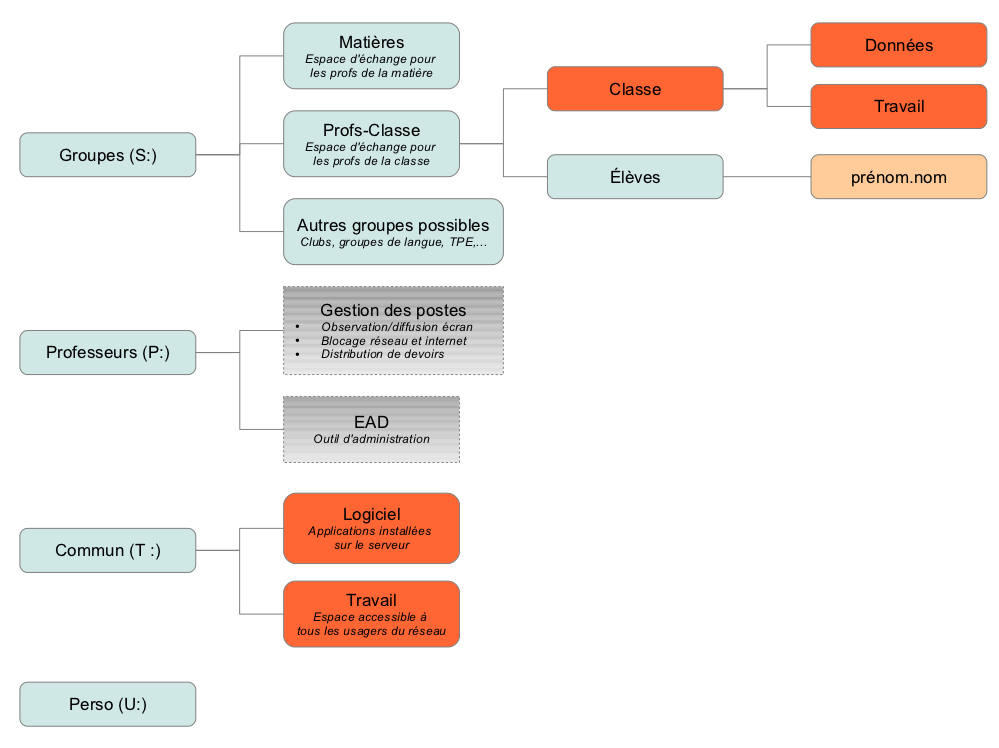 Groupes (S:)
Matières
Espace d'échange pour
les profs de la matière
Profs-Classe
Espace d'échange pour
les profs de la classe
Autres groupes possibles
Clubs, groupes de langue, TPE,...
Classe
Données
Travail
Élèves
prénom.nom
Professeurs (P:)
Gestion des postes
• Observation/diffusion écran
• Blocage réseau et internet
• Distribution de devoirs
EAD
Outil d'administration
Commun (T :)
Logiciel
Applications installées
sur le serveur
Travail
Espace accessible à
tous les usagers du réseau
Perso (U:)